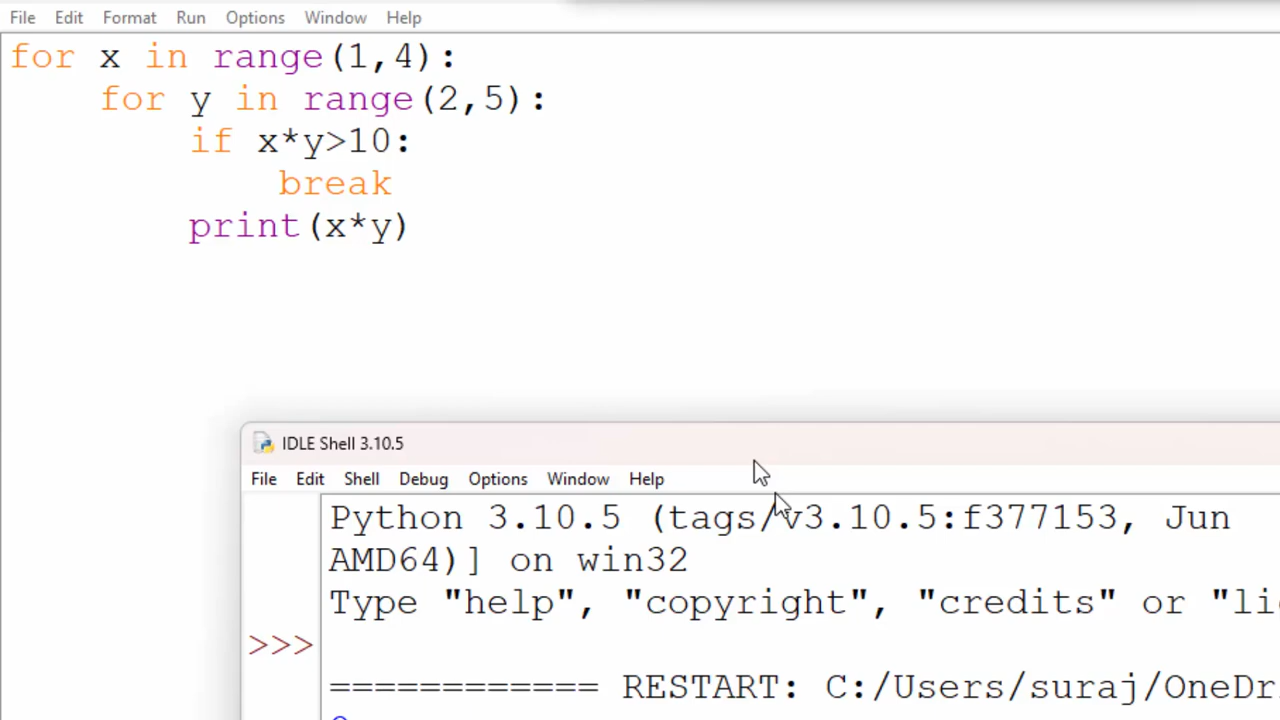 File Edit Format Run Options Window Help
for x in range(1,4):
    for y in range(2,5):
        if x*y>10:
            break
        print(x*y)
IDLE Shell 3.10.5
File Edit Shell Debug Options Window Help
Python 3.10.5 (tags/v3.10.5:f377153, Jun
AMD64)] on win32
Type "help", "copyright", "credits" or "li
>>>
============ RESTART: C:/Users/suraj/OneDr